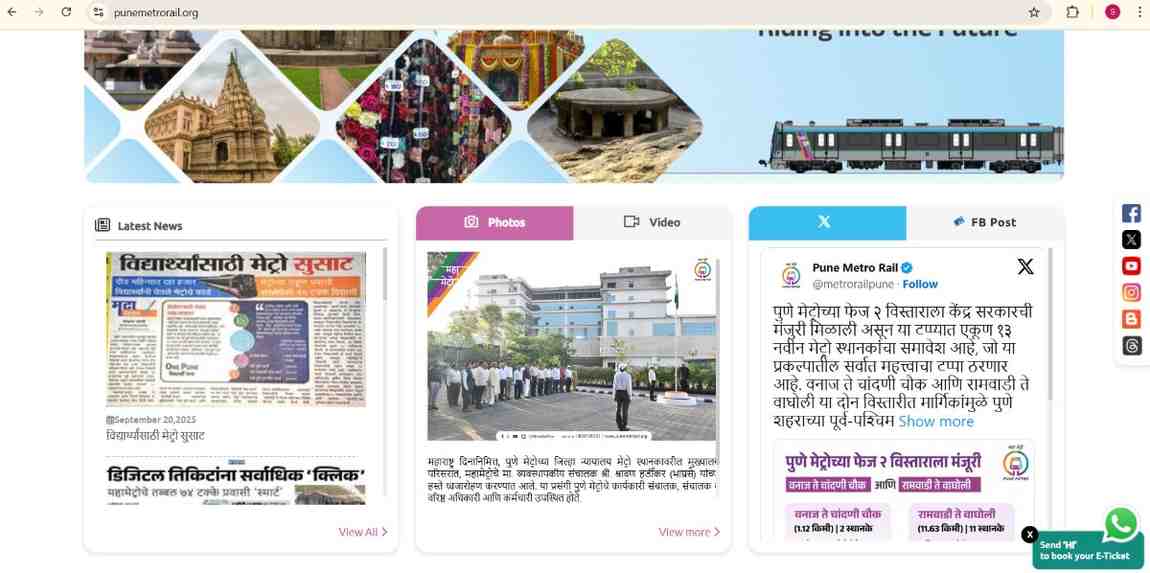 punemetrorail.org
S
Riding into the Future
Latest News
विद्यार्थ्यांसाठी मेट्रो सुसाट
One Pune
September 20,2025
विद्यार्थ्यांसाठी मेट्रो सुसाट
डिजिटल तिकिटांना सर्वाधिक ‘क्लिक’
महामेट्रोचे तब्बल ७४ टक्के प्रवासी ‘स्मार्ट’
View All
Photos
Video
महा
मेट्रो
महाराष्ट्र दिनानिमित्त, पुणे मेट्रोच्या जिल्हा न्यायालय मेट्रो स्थानकावरील मुख्यालय
परिसरात, महामेट्रोचे मा. व्यवस्थापकीय संचालक श्री. श्रावण हर्डीकर (भाप्रसे) यांच्य
हस्ते ध्वजारोहण करण्यात आले. या प्रसंगी पुणे मेट्रोचे कार्यकारी संचालक, संचालक
वरिष्ठ अधिकारी आणि कर्मचारी उपस्थित होते.
View more
X
FB Post
Pune Metro Rail
@metrorailpune · Follow
पुणे मेट्रोच्या फेज २ विस्ताराला केंद्र सरकारची
मंजुरी मिळाली असून या टप्प्यात एकूण १३
नवीन मेट्रो स्थानकांचा समावेश आहे, जो या
प्रकल्पातील सर्वात महत्त्वाचा टप्पा ठरणार
आहे. वनाज ते चांदणी चौक आणि रामवाडी ते
वाघोली या दोन विस्तारीत मार्गिकांमुळे पुणे
शहराच्या पूर्व-पश्चिम Show more
पुणे मेट्रोच्या फेज २ विस्ताराला मंजूरी
वनाज ते चांदणी चौक आणि रामवाडी ते वाघोली
वनाज ते चांदणी चौक
(1.12 किमी) | 2 स्थानके
रामवाडी ते वाघोली
(11.63 किमी) | 11 स्थानके
X
Send "HI"
to book your E-Ticket